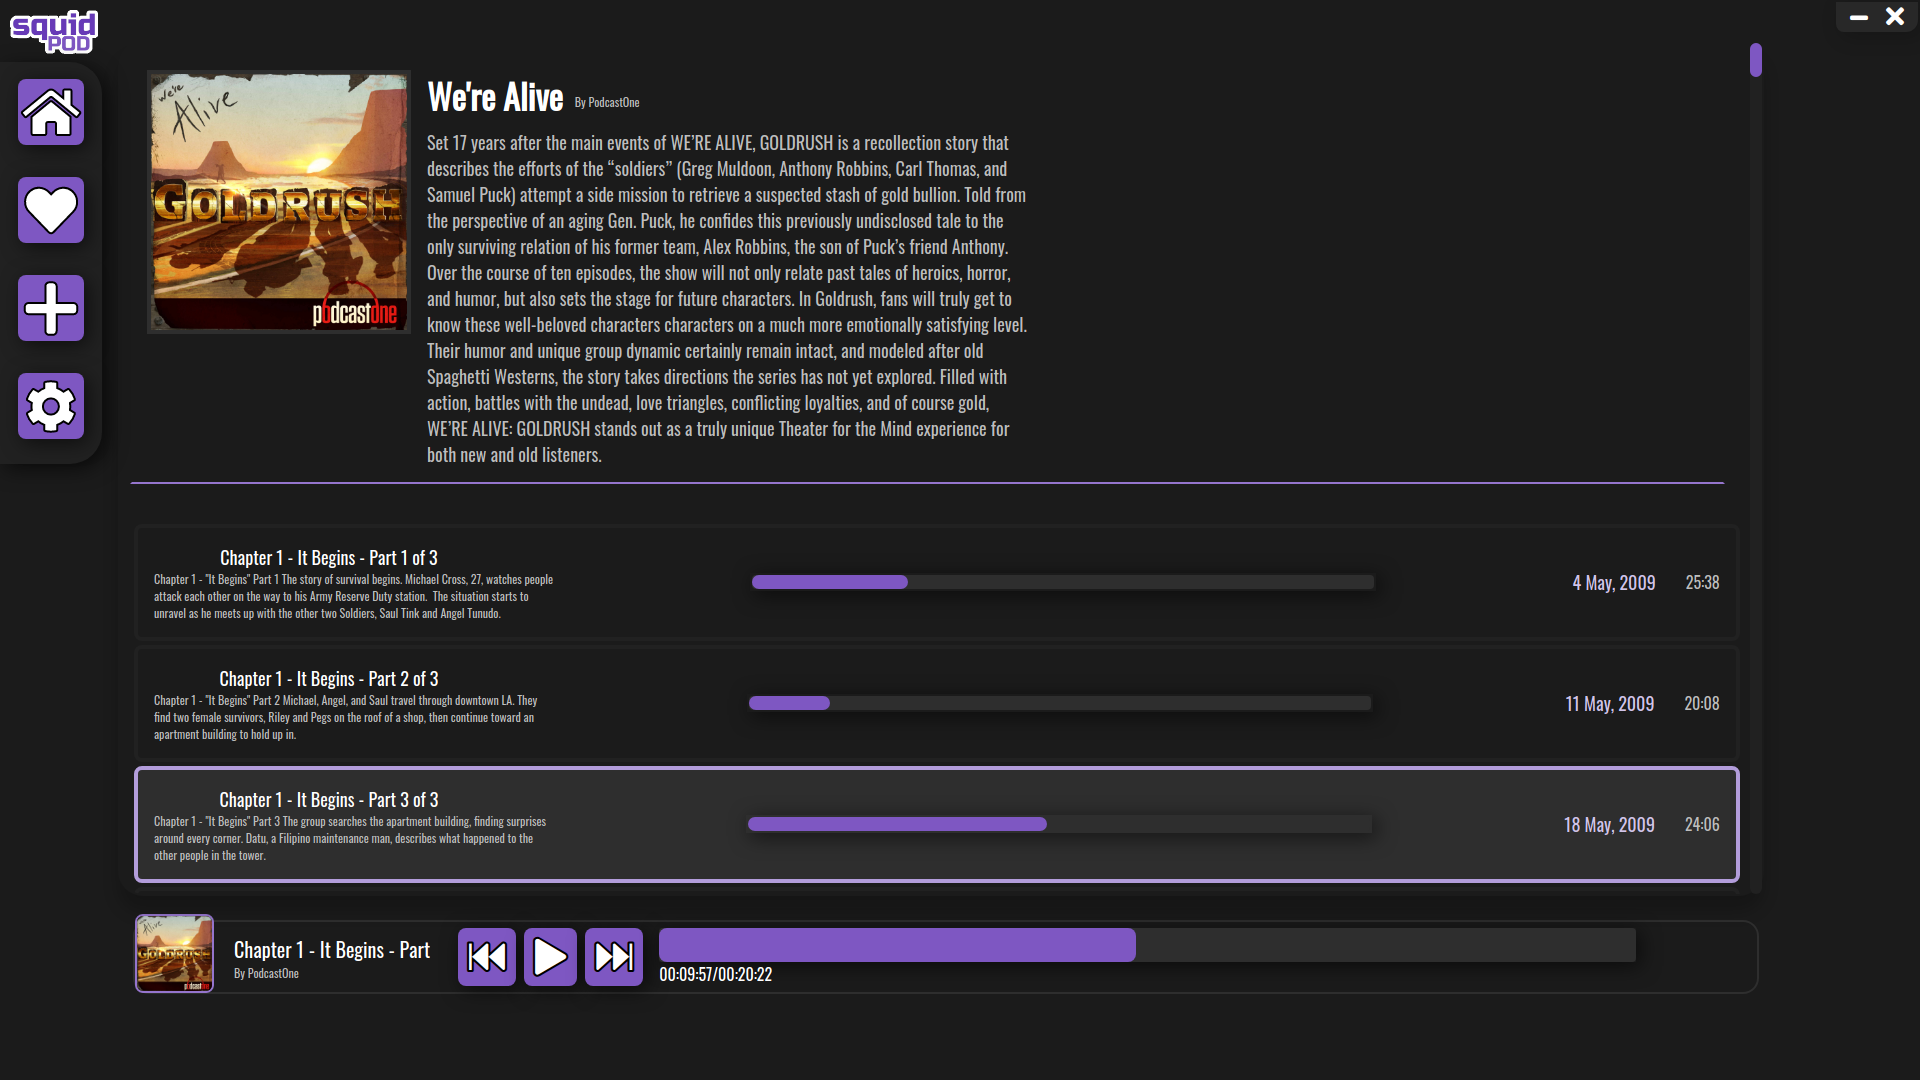 squid
POD
We're
Alive
GOLDRUSH
podcastone
We're Alive By PodcastOne
Set 17 years after the main events of WE’RE ALIVE, GOLDRUSH is a recollection story that
describes the efforts of the “soldiers” (Greg Muldoon, Anthony Robbins, Carl Thomas, and
Samuel Puck) attempt a side mission to retrieve a suspected stash of gold bullion. Told from
the perspective of an aging Gen. Puck, he confides this previously undisclosed tale to the
only surviving relation of his former team, Alex Robbins, the son of Puck’s friend Anthony.
Over the course of ten episodes, the show will not only relate past tales of heroics, horror,
and humor, but also sets the stage for future characters. In Goldrush, fans will truly get to
know these well-beloved characters characters on a much more emotionally satisfying level.
Their humor and unique group dynamic certainly remain intact, and modeled after old
Spaghetti Westerns, the story takes directions the series has not yet explored. Filled with
action, battles with the undead, love triangles, conflicting loyalties, and of course gold,
WE’RE ALIVE: GOLDRUSH stands out as a truly unique Theater for the Mind experience for
both new and old listeners.
Chapter 1 - It Begins - Part 1 of 3
Chapter 1 - "It Begins" Part 1 The story of survival begins. Michael Cross, 27, watches people
attack each other on the way to his Army Reserve Duty station.  The situation starts to
unravel as he meets up with the other two Soldiers, Saul Tink and Angel Tunudo.
4 May, 2009 25:38
Chapter 1 - It Begins - Part 2 of 3
Chapter 1 - "It Begins" Part 2 Michael, Angel, and Saul travel through downtown LA. They
find two female survivors, Riley and Pegs on the roof of a shop, then continue toward an
apartment building to hold up in.
11 May, 2009 20:08
Chapter 1 - It Begins - Part 3 of 3
Chapter 1 - "It Begins" Part 3 The group searches the apartment building, finding surprises
around every corner. Datu, a Filipino maintenance man, describes what happened to the
other people in the tower.
18 May, 2009 24:06
Alive
GOLDRUSH
podcastone
Chapter 1 - It Begins - Part
By PodcastOne
00:09:57/00:20:22